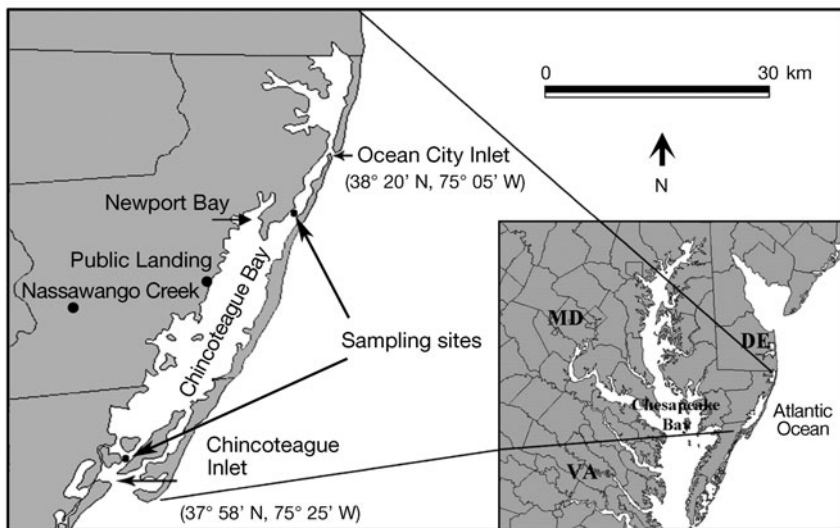 0 30 km
N
Ocean City Inlet
(38° 20' N, 75° 05' W)
Newport Bay
Public Landing
Nassawango Creek
Chincoteague Bay
Sampling sites
Chincoteague
Inlet
(37° 58' N, 75° 25' W)
MD
DE
Chesapeake
Bay
VA
Atlantic
Ocean